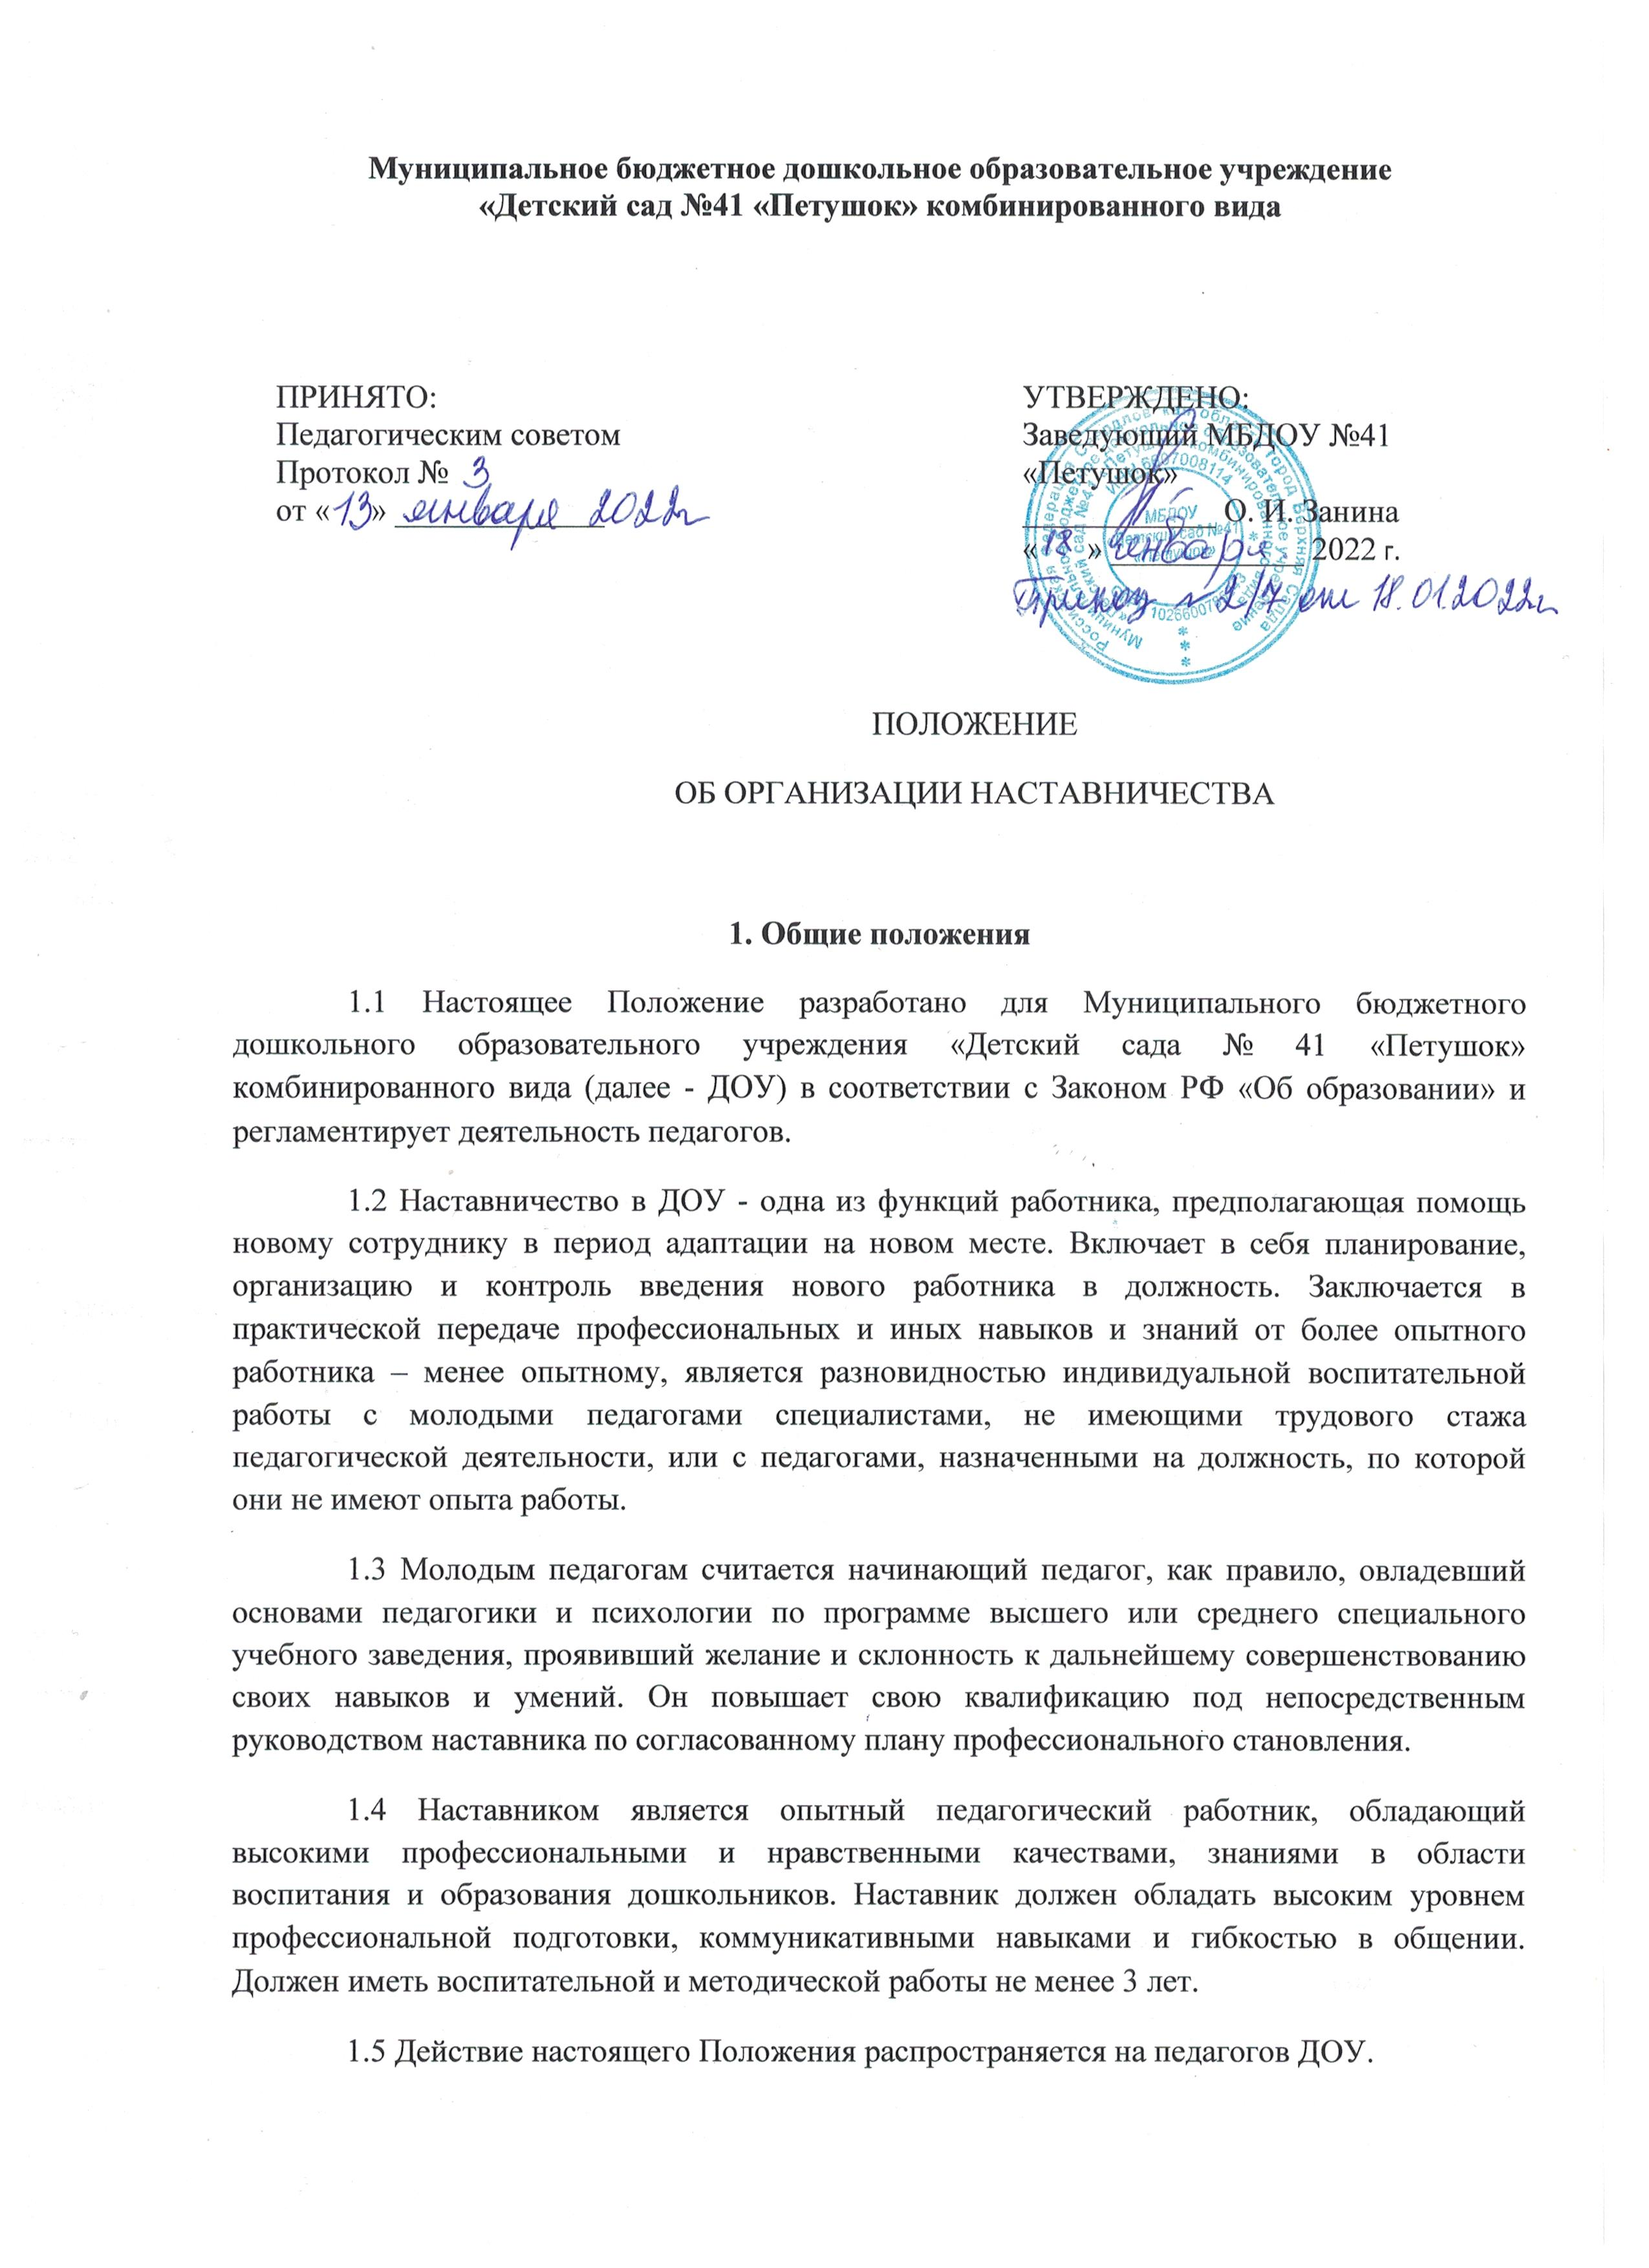 Муниципальное бюджетное дошкольное образовательное учреждение
«Детский сад №41 «Петушок» комбинированного вида
ПРИНЯТО:
Педагогическим советом
Протокол № 3
от «13» января 2022г
УТВЕРЖДЕНО:
Заведующий МБДОУ №41
«Петушок»
О. И. Занина
«18» января 2022 г.
Приказ № 2/7 от 18.01.2022г
ПОЛОЖЕНИЕ
ОБ ОРГАНИЗАЦИИ НАСТАВНИЧЕСТВА
1. Общие положения
1.1 Настоящее Положение разработано для Муниципального бюджетного
дошкольного образовательного учреждения «Детский сада № 41 «Петушок»
комбинированного вида (далее - ДОУ) в соответствии с Законом РФ «Об образовании» и
регламентирует деятельность педагогов.
1.2 Наставничество в ДОУ - одна из функций работника, предполагающая помощь
новому сотруднику в период адаптации на новом месте. Включает в себя планирование,
организацию и контроль введения нового работника в должность. Заключается в
практической передаче профессиональных и иных навыков и знаний от более опытного
работника – менее опытному, является разновидностью индивидуальной воспитательной
работы с молодыми педагогами специалистами, не имеющими трудового стажа
педагогической деятельности, или с педагогами, назначенными на должность, по которой
они не имеют опыта работы.
1.3 Молодым педагогам считается начинающий педагог, как правило, овладевший
основами педагогики и психологии по программе высшего или среднего специального
учебного заведения, проявивший желание и склонность к дальнейшему совершенствованию
своих навыков и умений. Он повышает свою квалификацию под непосредственным
руководством наставника по согласованному плану профессионального становления.
1.4 Наставником является опытный педагогический работник, обладающий
высокими профессиональными и нравственными качествами, знаниями в области
воспитания и образования дошкольников. Наставник должен обладать высоким уровнем
профессиональной подготовки, коммуникативными навыками и гибкостью в общении.
Должен иметь воспитательной и методической работы не менее 3 лет.
1.5 Действие настоящего Положения распространяется на педагогов ДОУ.